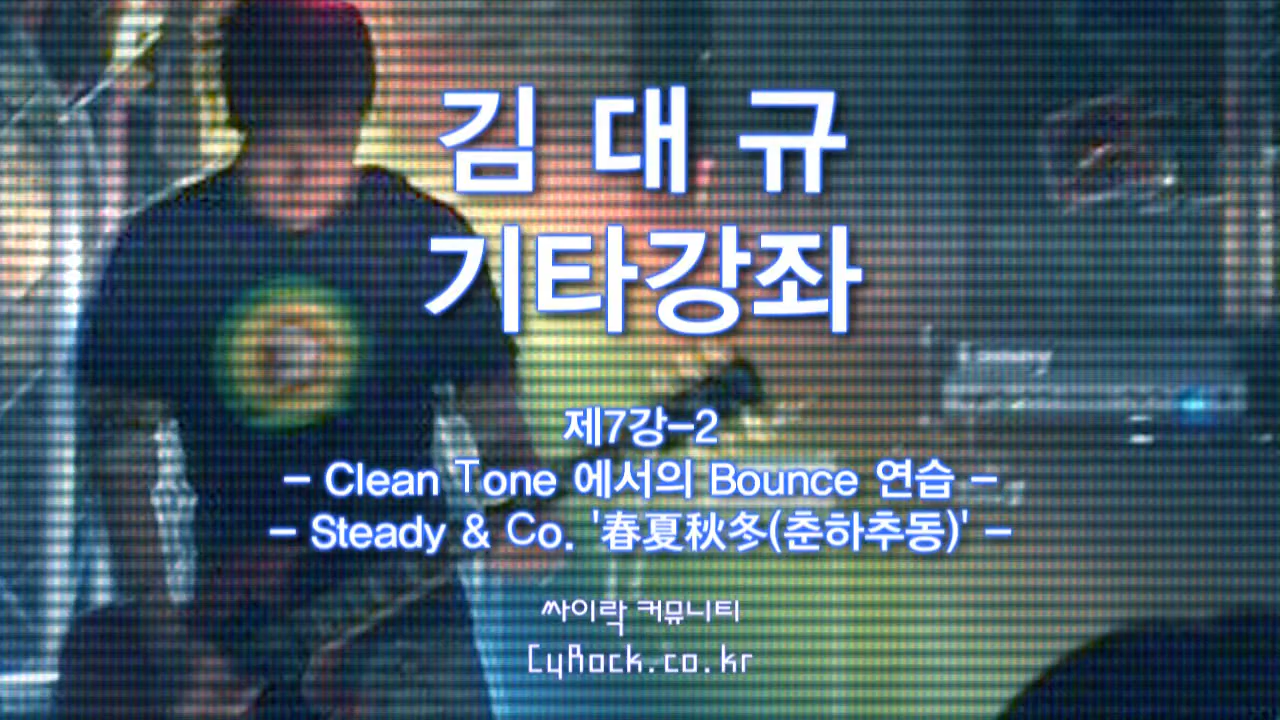 김 대 규
기타강좌
제7강-2
- Clean Tone 에서의 Bounce 연습 -
- Steady & Co. '春夏秋冬(춘하추동)' -
싸이락 커뮤니티
CyRock.co.kr